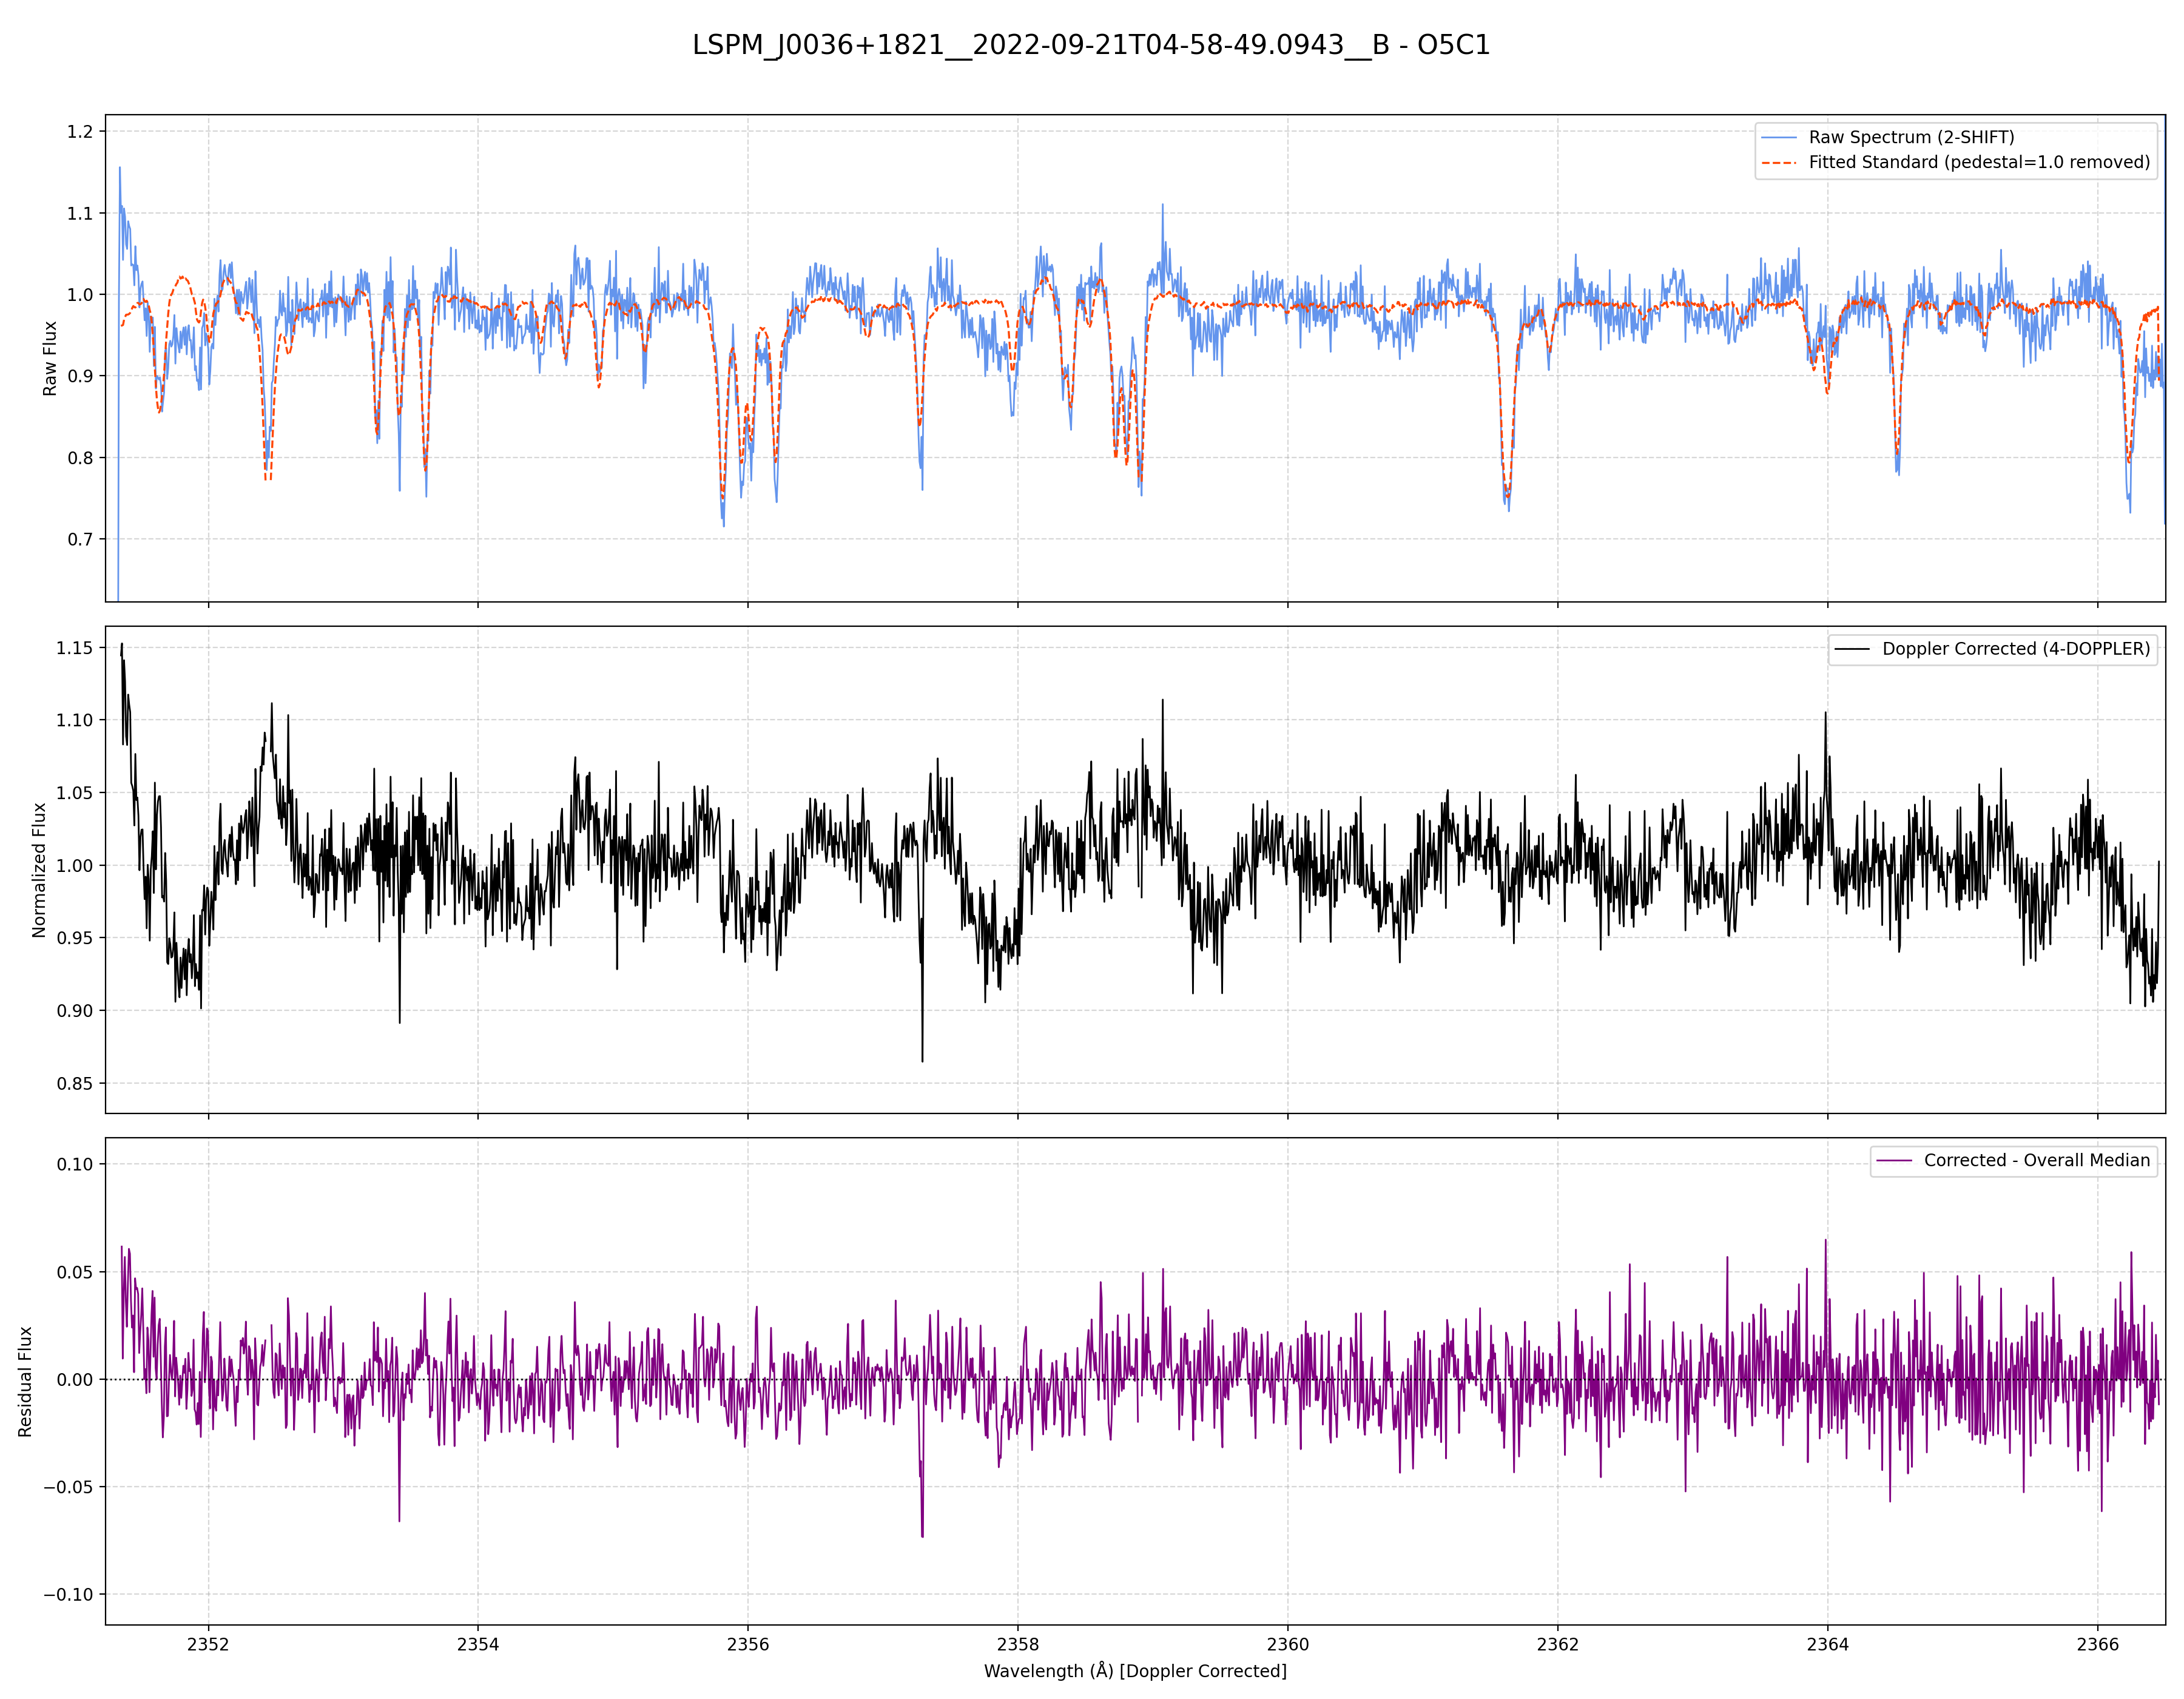 LSPM_J0036+1821__2022-09-21T04-58-49.0943__B - O5C1
Raw Flux
1.2
1.1
1.0
0.9
0.8
0.7
Raw Spectrum (2-SHIFT)
Fitted Standard (pedestal=1.0 removed)
Normalized Flux
1.15
1.10
1.05
1.00
0.95
0.90
0.85
Doppler Corrected (4-DOPPLER)
Residual Flux
0.10
0.05
0.00
−0.05
−0.10
Corrected - Overall Median
2352 2354 2356 2358 2360 2362 2364 2366
Wavelength (Å) [Doppler Corrected]